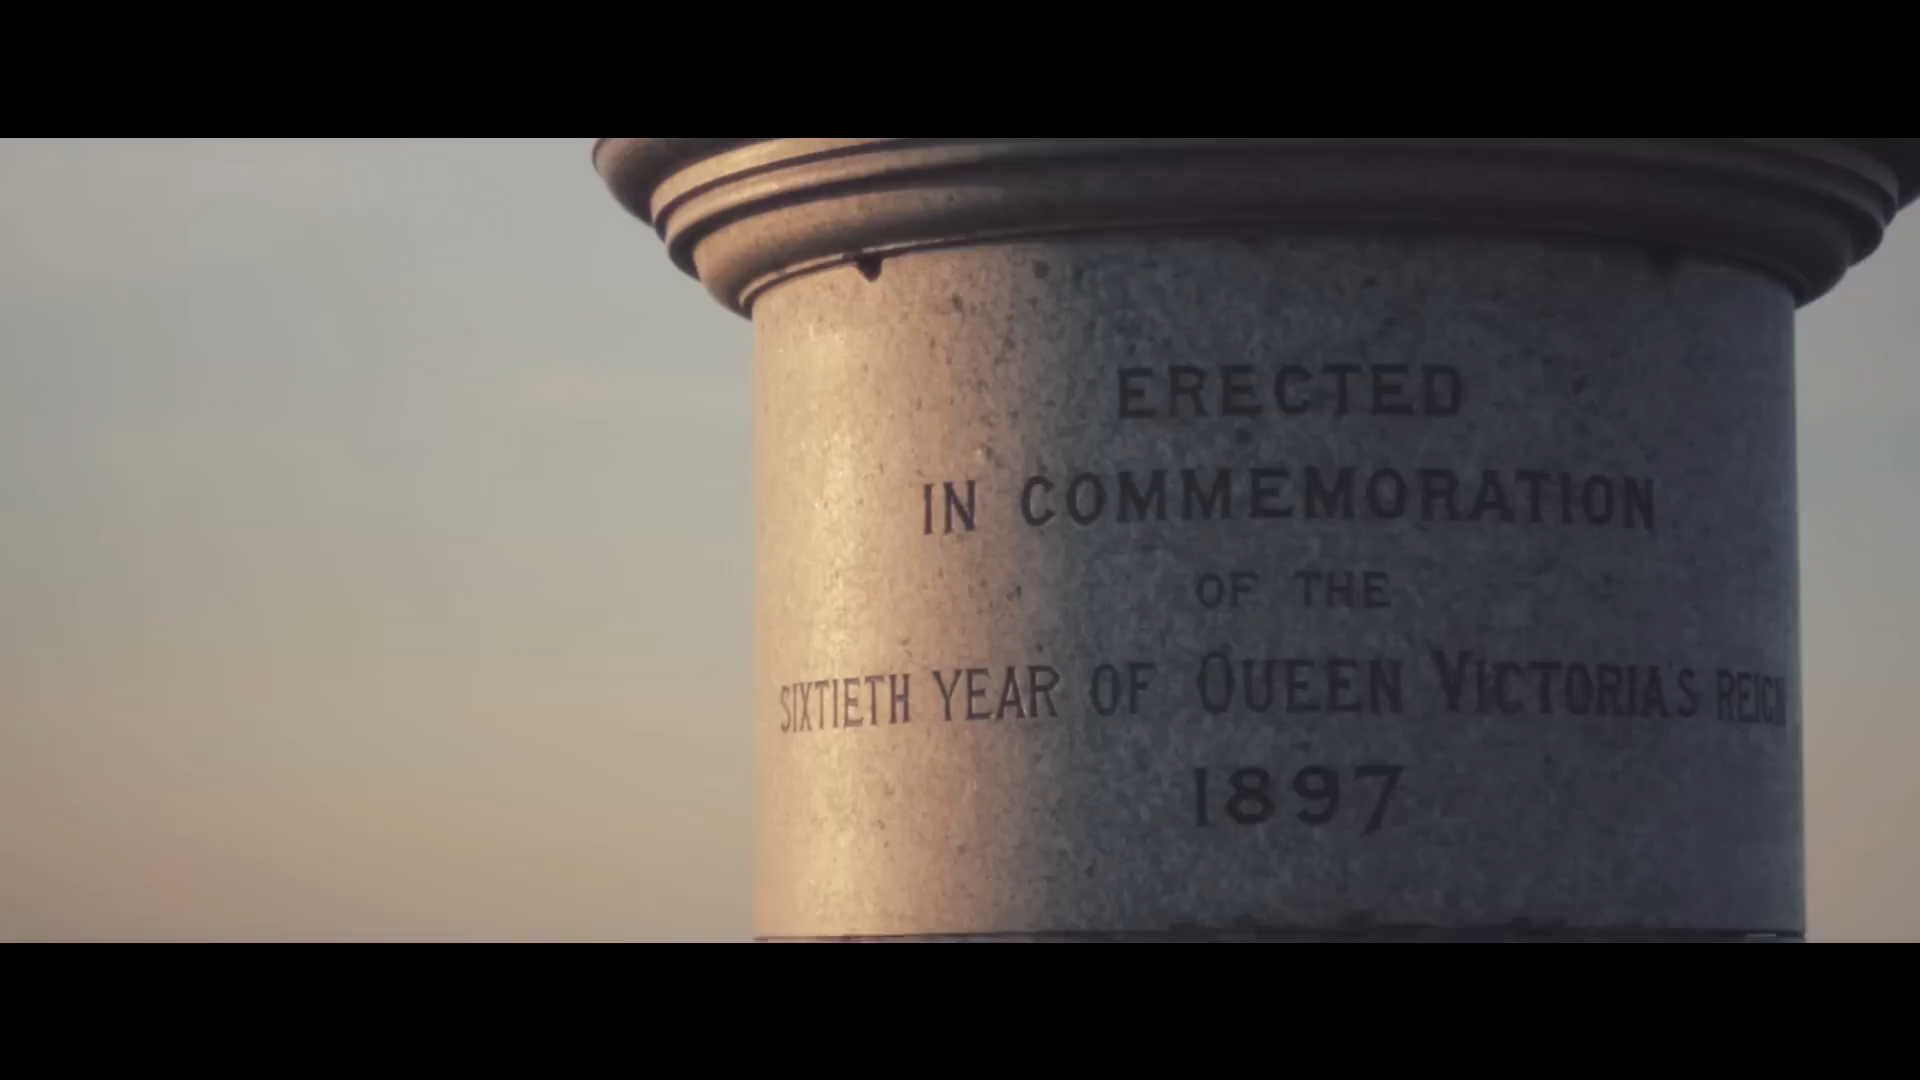 ERECTED
IN COMMEMORATION
OF THE
SIXTIETH YEAR OF QUEEN VICTORIA'S REIGN
1897